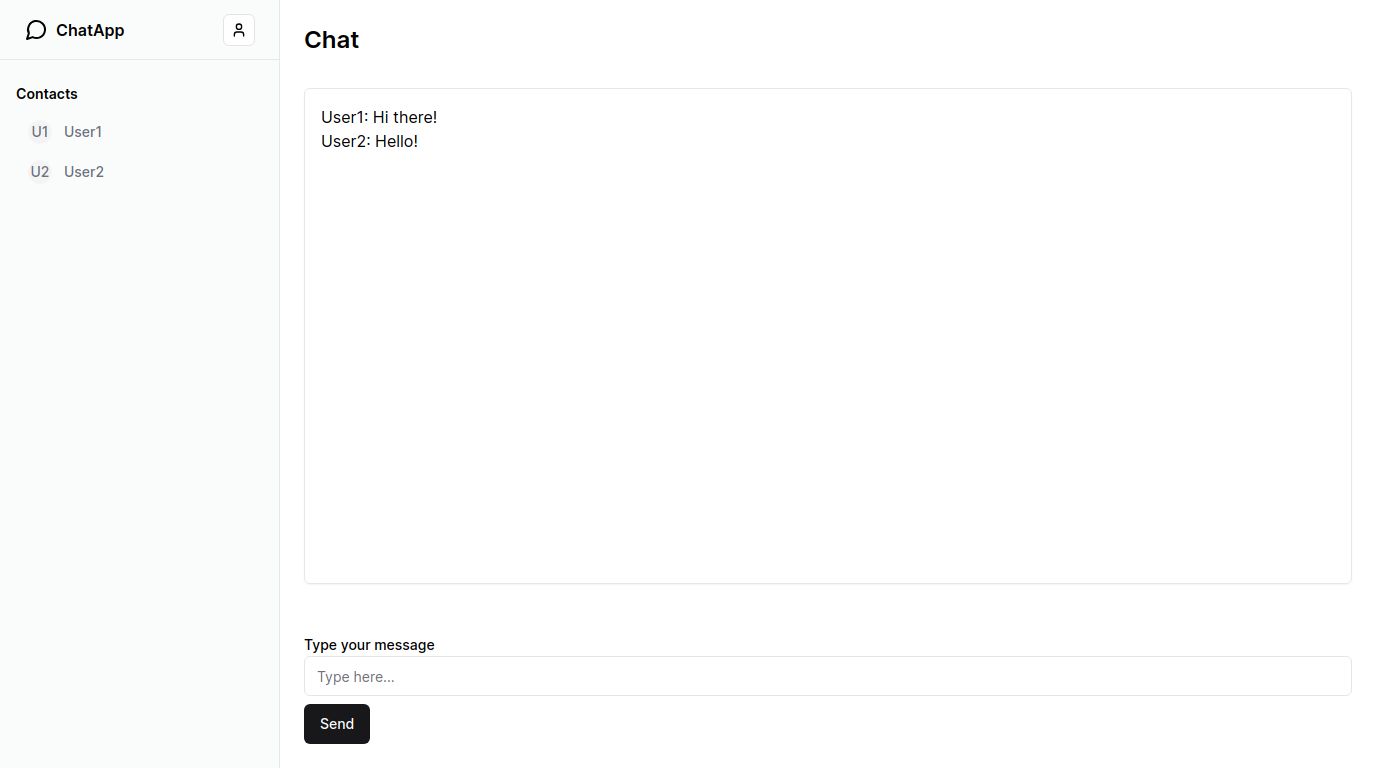 ChatApp
Contacts
U1 User1
U2 User2
Chat
User1: Hi there!
User2: Hello!
Type your message
Type here...
Send